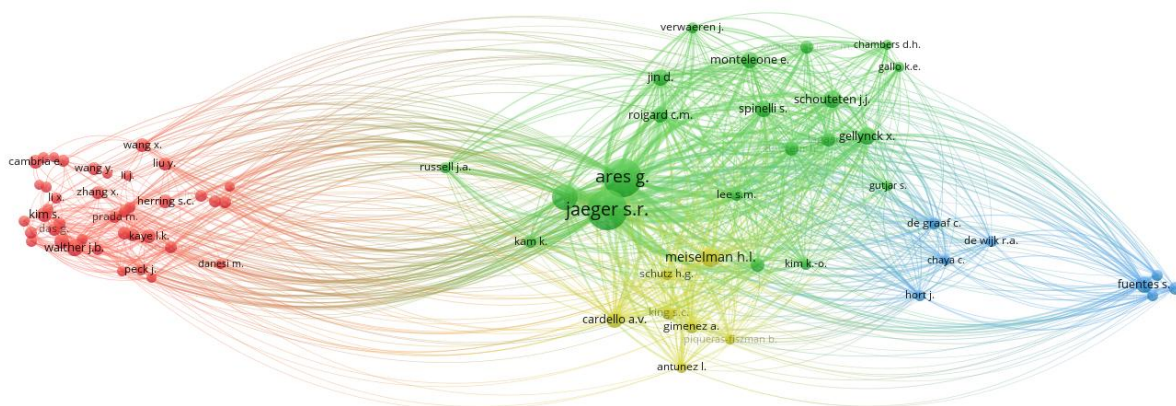 verwaeren j.
chambers d.h.
monteleone e.
gallo k.e.
jin d.
schouteten j.j.
spinelli s.
roigard c.m.
gellynck x.
wang x.
cambria e.
wang y.
liu y.
li j.
russell j.a.
ares g.
zhang x.
gutjar s.
li x.
lee s.m.
herring s.c.
jaeger s.r.
kim s.
prada m.
das g.
de graaf c.
kaye l.k.
kam k.
de wijk r.a.
walther j.b.
meiselman h.l.
chaya c.
danesi m.
kim k.-o.
peck j.
schutz h.g.
fuentes s.
hort j.
king s.c.
cardello a.v.
gimenez a.
piqueras-fiszman b.
antunez l.